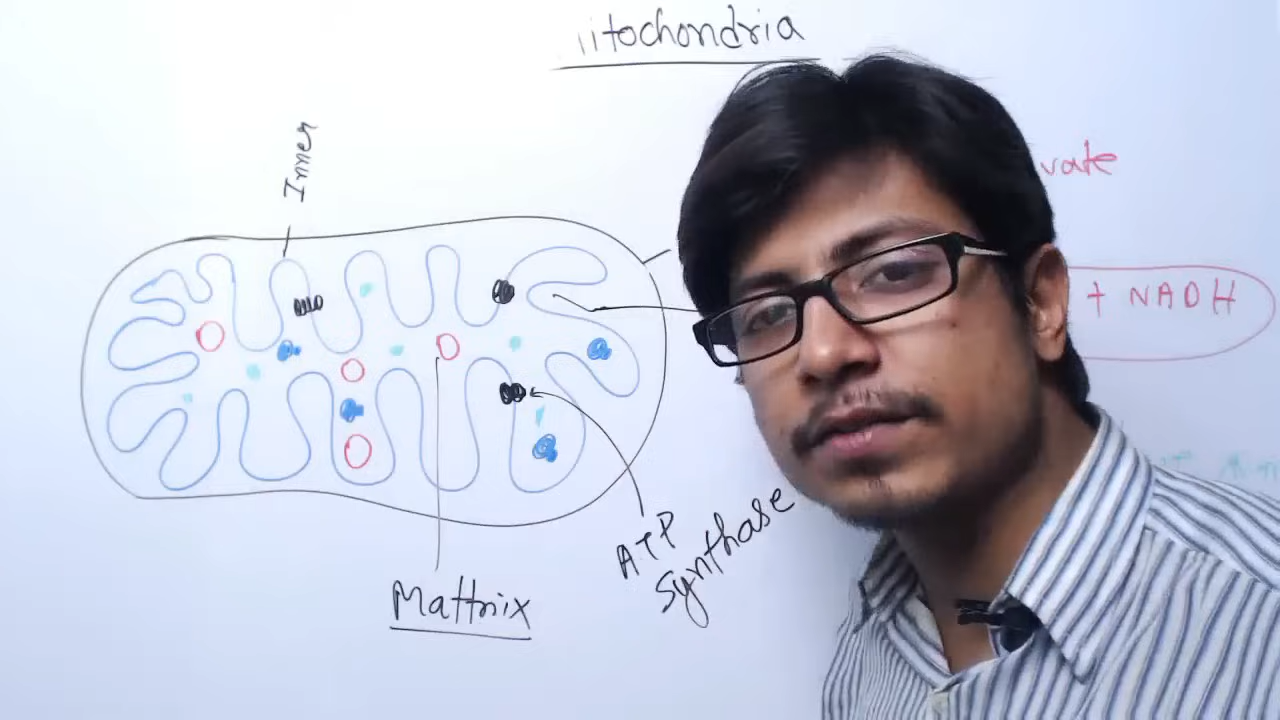 itochondria
Inner
vate
+ NADH
ATP
synthase
Mattrix